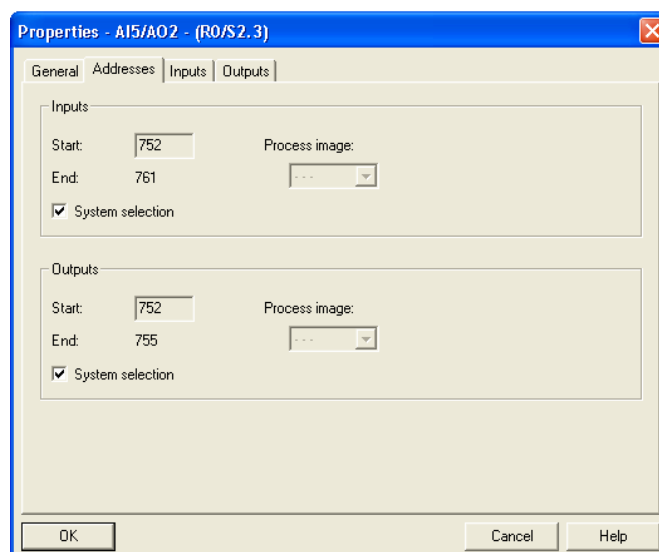 Properties - AI5/AO2 - (R0/S2.3)
General Addresses Inputs Outputs
Inputs
Start: 752 Process image:
End: 761 ---
System selection
Outputs
Start: 752 Process image:
End: 755 ---
System selection
OK Cancel Help